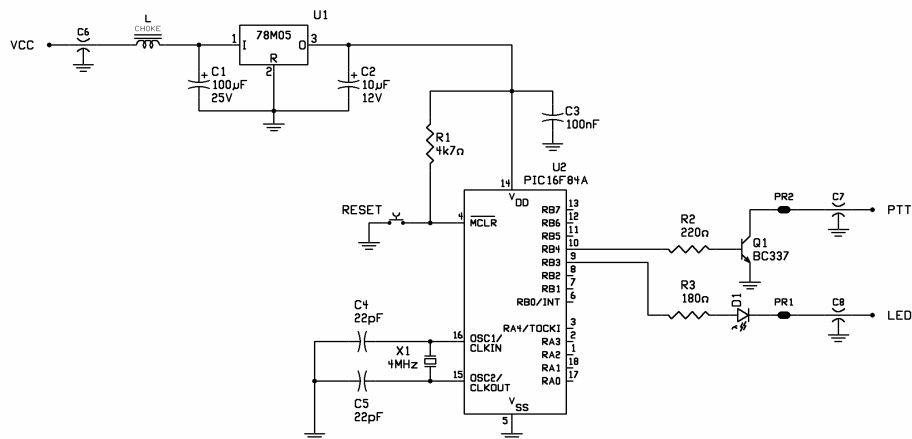 L
CHOKE
C6
VCC
U1
78M05
1
I
O
3
R
2
C1
100µF
25V
C2
10µF
12V
C3
100nF
R1
4k7Ω
U2
PIC16F84A
14
VDD
RESET
4
MCLR
RB7
13
RB6
12
RB5
11
RB4
10
RB3
9
RB2
8
RB1
7
RB0/INT
6
RA4/TOCKI
3
RA3
2
RA2
1
RA1
18
RA0
17
R2
220Ω
Q1
BC337
PR2
C7
PTT
R3
180Ω
D1
PR1
C8
LED
C4
22pF
X1
4MHz
C5
22pF
16
OSC1/
CLKIN
15
OSC2/
CLKOUT
VSS
5